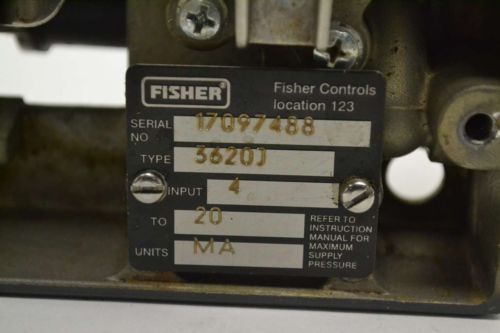 FISHER
Fisher Controls
location 123
SERIAL NO 17Q97488
TYPE 3620J
INPUT 4
TO 20
UNITS MA
REFER TO
INSTRUCTION
MANUAL FOR
MAXIMUM
SUPPLY
PRESSURE